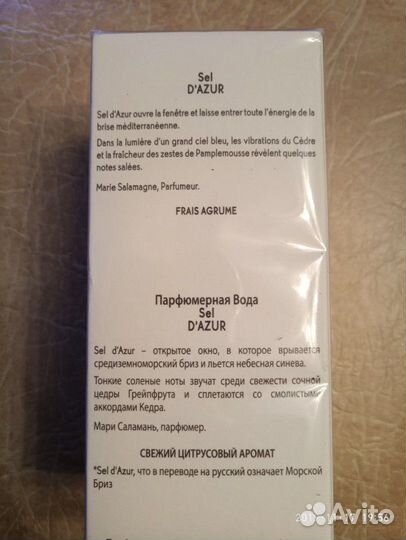 Sel
D'AZUR
Sel d'Azur ouvre la fenêtre et laisse entrer toute l'énergie de la
brise méditerranéenne.
Dans la lumière d'un grand ciel bleu, les vibrations du Cèdre
et la fraîcheur des zestes de Pamplemousse révèlent quelques
notes salées.
Marie Salamagne, Parfumeur.
FRAIS AGRUME
Парфюмерная Вода
Sel
D'AZUR
Sel d'Azur – открытое окно, в которое врывается
средиземноморский бриз и льется небесная синева.
Тонкие соленые ноты звучат среди свежести сочной
цедры Грейпфрута и сплетаются со смолистыми
аккордами Кедра.
Мари Саламань, парфюмер.
СВЕЖИЙ ЦИТРУСОВЫЙ АРОМАТ
*Sel d'Azur, что в переводе на русский означает Морской
Бриз
Avito